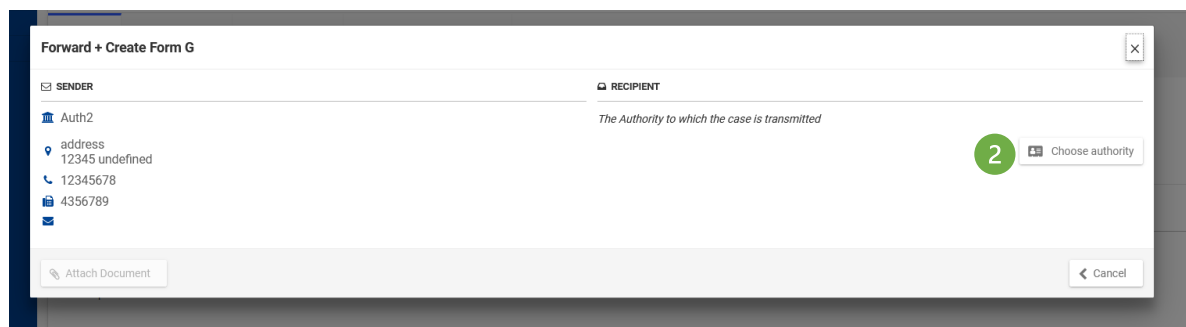 Forward + Create Form G
SENDER
Auth2
address
12345 undefined
12345678
4356789
RECIPIENT
The Authority to which the case is transmitted
2
Choose authority
Attach Document
Cancel